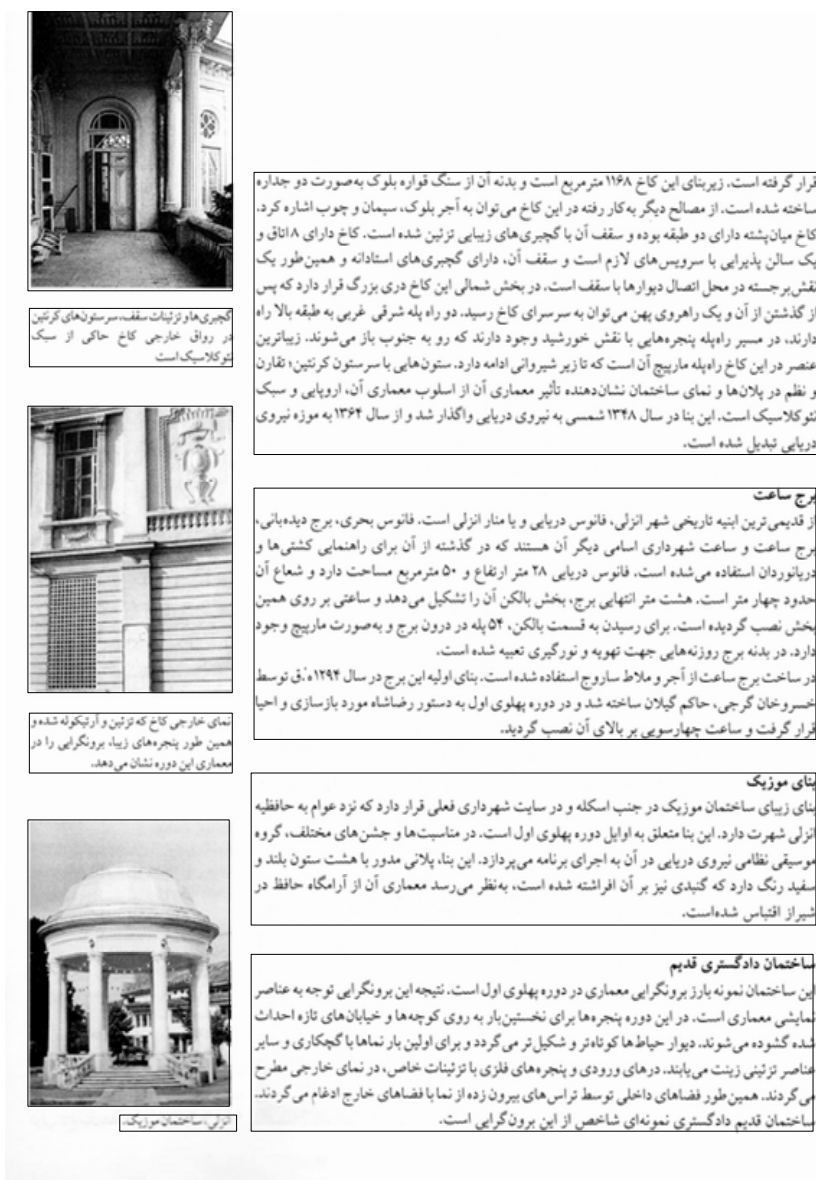 قرار گرفته است. زیربنای این کاخ ۱۱۶۸ مترمربع است و بدنه آن از سنگ قواره بلوک به‌صورت دو جداره
ساخته شده است. از مصالح دیگر به‌کار رفته در این کاخ می‌توان به آجر بلوک، سیمان و چوب اشاره کرد.
کاخ میان‌پشته دارای دو طبقه بوده و سقف آن با گچبری‌های زیبایی تزئین شده است. کاخ دارای ۸ اتاق و
یک سالن پذیرایی با سرویس‌های لازم است و سقف آن، دارای گچبری‌های استادانه و همین‌طور یک
نقش‌برجسته در محل اتصال دیوارها با سقف است. در بخش شمالی این کاخ دری بزرگ قرار دارد که پس
از گذشتن از آن و یک راهروی پهن می‌توان به سرسرای کاخ رسید. دو راه پله شرقی غربی به طبقه بالا راه
دارند، در مسیر راه‌پله پنجره‌هایی با نقش خورشید وجود دارند که رو به جنوب باز می‌شوند. زیباترین
عنصر در این کاخ راه‌پله مارپیچ آن است که تا زیر شیروانی ادامه دارد. ستون‌هایی با سرستون کرنتین؛ تقارن
و نظم در پلان‌ها و نمای ساختمان نشان‌دهنده تأثیر معماری آن از اسلوب معماری آن، اروپایی و سبک
نئوکلاسیک است. این بنا در سال ۱۳۴۸ شمسی به نیروی دریایی واگذار شد و از سال ۱۳۶۴ به موزه نیروی
دریایی تبدیل شده است.
برج ساعت
از قدیمی‌ترین ابنیه تاریخی شهر انزلی، فانوس دریایی و یا منار انزلی است. فانوس بحری، برج دیده‌بانی،
برج ساعت و ساعت شهرداری اسامی دیگر آن هستند که در گذشته از آن برای راهنمایی کشتی‌ها و
دریانوردان استفاده می‌شده است. فانوس دریایی ۲۸ متر ارتفاع و ۵۰ مترمربع مساحت دارد و شعاع آن
حدود چهار متر است. هشت متر انتهایی برج، بخش بالکن آن را تشکیل می‌دهد و ساعتی بر روی همین
بخش نصب گردیده است. برای رسیدن به قسمت بالکن، ۵۴ پله در درون برج و به‌صورت مارپیچ وجود
دارد. در بدنه برج روزنه‌هایی جهت تهویه و نورگیری تعبیه شده است.
در ساخت برج ساعت از آجر و ملاط ساروج استفاده شده است. بنای اولیه این برج در سال ۱۲۹۴ه‍.ق توسط
خسروخان گرجی، حاکم گیلان ساخته شد و در دوره پهلوی اول به دستور رضاشاه مورد بازسازی و احیا
قرار گرفت و ساعت چهارسویی بر بالای آن نصب گردید.
بنای موزیک
بنای زیبای ساختمان موزیک در جنب اسکله و در سایت شهرداری فعلی قرار دارد که نزد عوام به حافظیه
انزلی شهرت دارد. این بنا متعلق به اوایل دوره پهلوی اول است. در مناسبت‌ها و جشن‌های مختلف، گروه
موسیقی نظامی نیروی دریایی در آن به اجرای برنامه می‌پردازد. این بنا، پلانی مدور با هشت ستون بلند و
سفید رنگ دارد که گنبدی نیز بر آن افراشته شده است، به‌نظر می‌رسد معماری آن از آرامگاه حافظ در
شیراز اقتباس شده‌است.
ساختمان دادگستری قدیم
این ساختمان نمونه بارز برونگرایی معماری در دوره پهلوی اول است. نتیجه این برونگرایی توجه به عناصر
نمایشی معماری است. در این دوره پنجره‌ها برای نخستین‌بار به روی کوچه‌ها و خیابان‌های تازه احداث
شده گشوده می‌شوند. دیوار حیاط‌ها کوتاه‌تر و شکیل‌تر می‌گردد و برای اولین بار نماها با گچکاری و سایر
عناصر تزئینی زینت می‌یابند. درهای ورودی و پنجره‌های فلزی با تزئینات خاص، در نمای خارجی مطرح
می‌گردند. همین‌طور فضاهای داخلی توسط تراس‌های بیرون زده از نما با فضاهای خارج ادغام می‌گردند.
ساختمان قدیم دادگستری نمونه‌ای شاخص از این برون‌گرایی است.
گچبری‌ها و تزئینات سقف، سرستون‌های کرنتین
در رواق خارجی کاخ حاکی از سبک
نئوکلاسیک است
نمای خارجی کاخ که تزئین و آرتیکوله شده و
همین طور پنجره‌های زیبا، برونگرایی را در
معماری این دوره نشان می‌دهد.
انزلی، ساختمان موزیک.